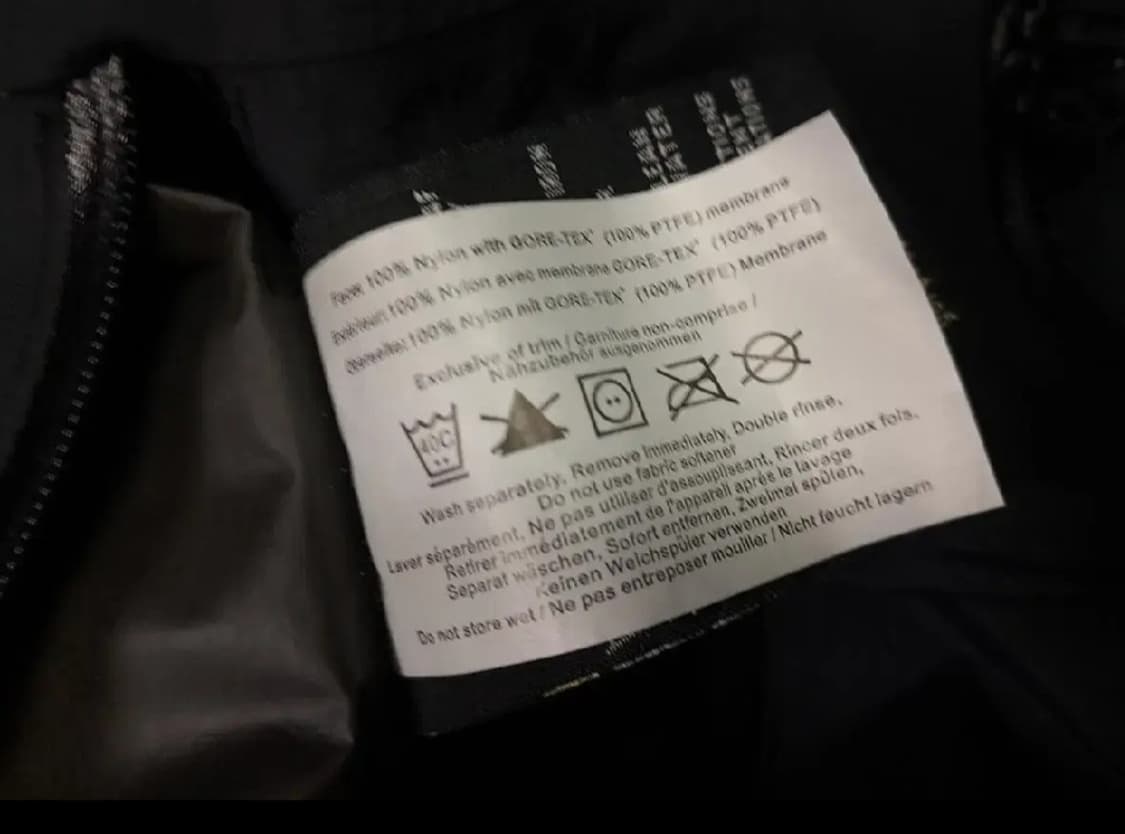 Face: 100% Nylon with GORE-TEX® (100% PTFE) membrane
Extérieur: 100% Nylon avec membrane GORE-TEX® (100% PTFE)
Oberseite: 100% Nylon mit GORE-TEX® (100% PTFE) Membrane
Exclusive of trim / Garniture non-comprise /
Nähzubehör ausgenommen
40C
Wash separately, Remove Immediately, Double rinse,
Do not use fabric softener
Laver séparément, Ne pas utiliser d'assouplissant, Rincer deux fois,
Retirer immédiatement de l'appareil après le lavage
Separat wäschen, Sofort entfernen, Zweimal spülen,
Keinen Weichspüler verwenden
Do not store wet / Ne pas entreposer mouiller / Nicht feucht lagern